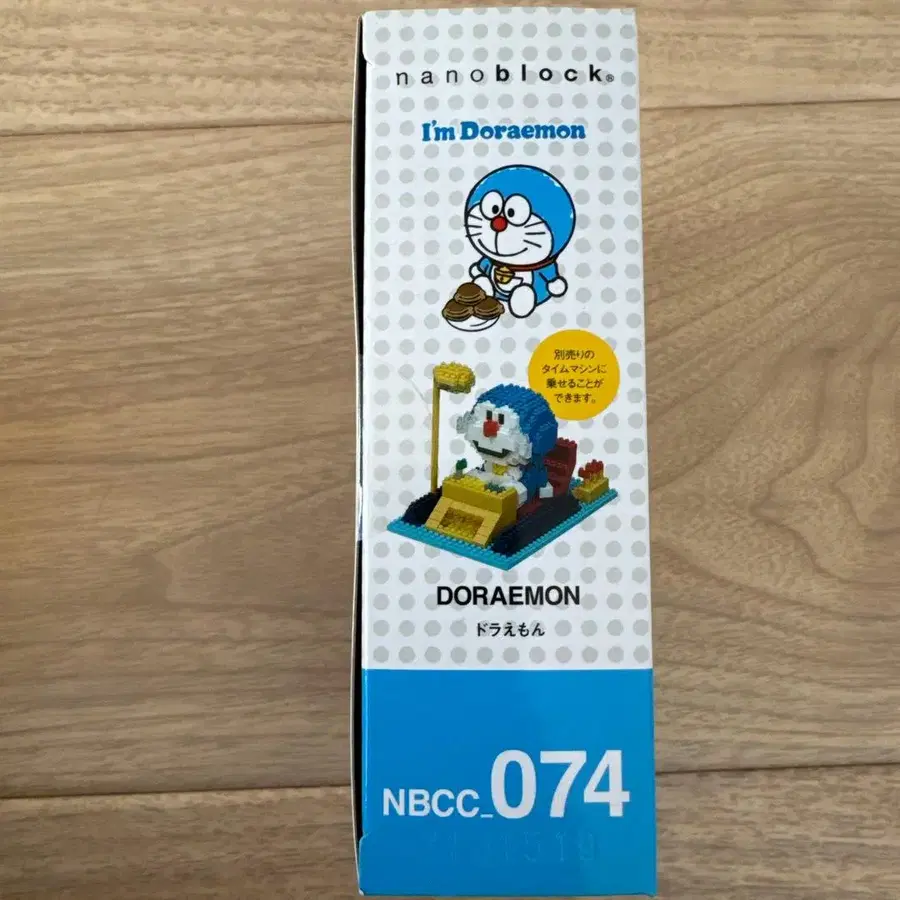 nanoblock®
I'm Doraemon
別売りの
タイムマシンに
乗せることが
できます。
DORAEMON
ドラえもん
NBCC_074